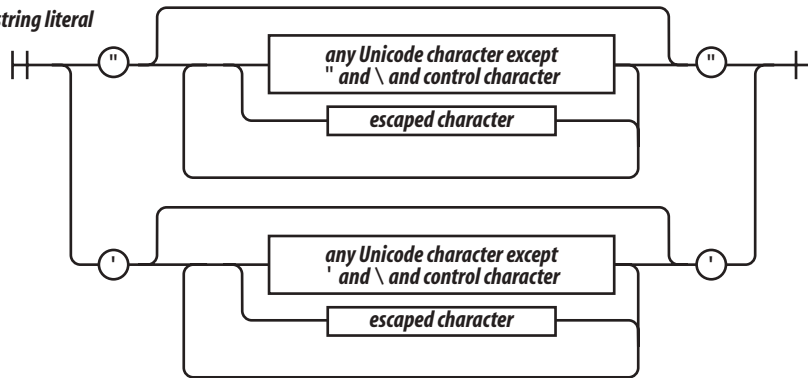 string literal
"
any Unicode character except
" and \ and control character
"
escaped character
'
any Unicode character except
' and \ and control character
'
escaped character